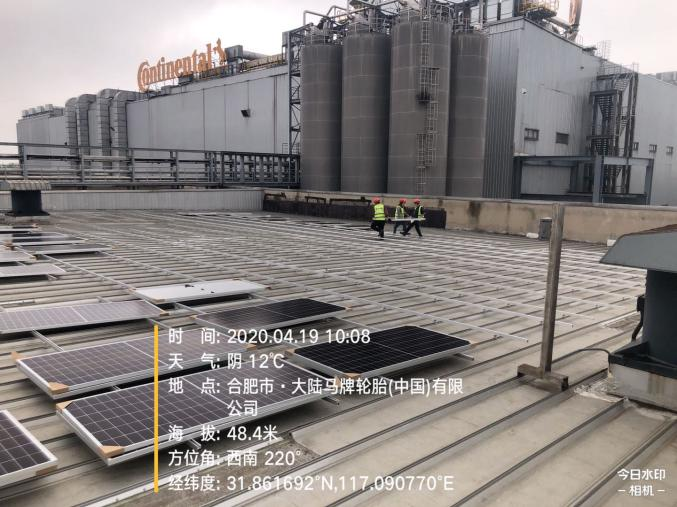 Continental
时 间: 2020.04.19 10:08
天 气: 阴 12℃
地 点: 合肥市·大陆马牌轮胎(中国)有限
公司
海 拔: 48.4米
方位角: 西南 220°
经纬度: 31.861692°N,117.090770°E
今日水印
- 相机 -